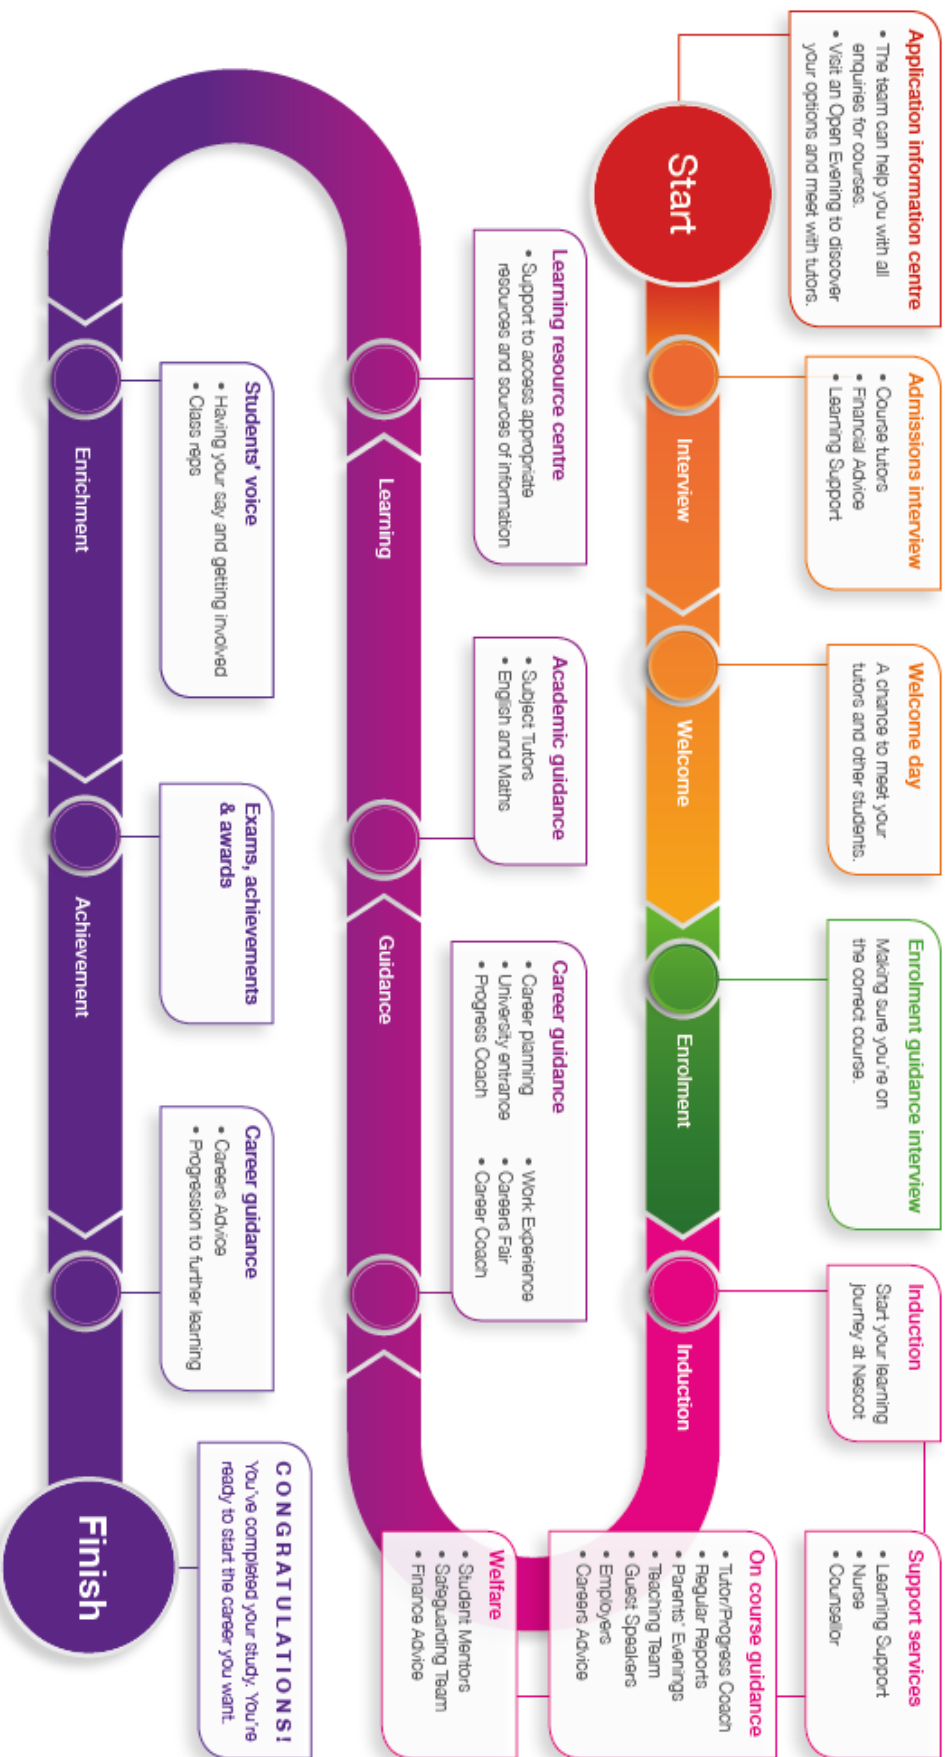 Application information centre
• The team can help you with all
enquiries for courses.
• Visit an Open Evening to discover
your options and meet with tutors.
Admissions interview
• Course tutors
• Financial Advice
• Learning Support
Welcome day
A chance to meet your
tutors and other students.
Enrolment guidance interview
Making sure you're on
the correct course.
Induction
Start your learning
journey at Nescot
Support services
• Learning Support
• Nurse
• Counsellor
Start
Interview
Welcome
Enrolment
Induction
On course guidance
• Tutor/Progress Coach
• Regular Reports
• Parents' Evenings
• Teaching Team
• Guest Speakers
• Employers
• Careers Advice
Welfare
• Student Mentors
• Safeguarding Team
• Finance Advice
Learning resource centre
• Support to access appropriate
resources and sources of information
Academic guidance
• Subject Tutors
• English and Maths
Career guidance
• Career planning
• University entrance
• Progress Coach
• Work Experience
• Careers Fair
• Career Coach
Learning
Guidance
Students' voice
• Having your say and getting involved
• Class reps
Exams, achievements
& awards
Career guidance
• Careers Advice
• Progression to further learning
CONGRATULATIONS!
You've completed your study. You're
ready to start the career you want.
Enrichment
Achievement
Finish